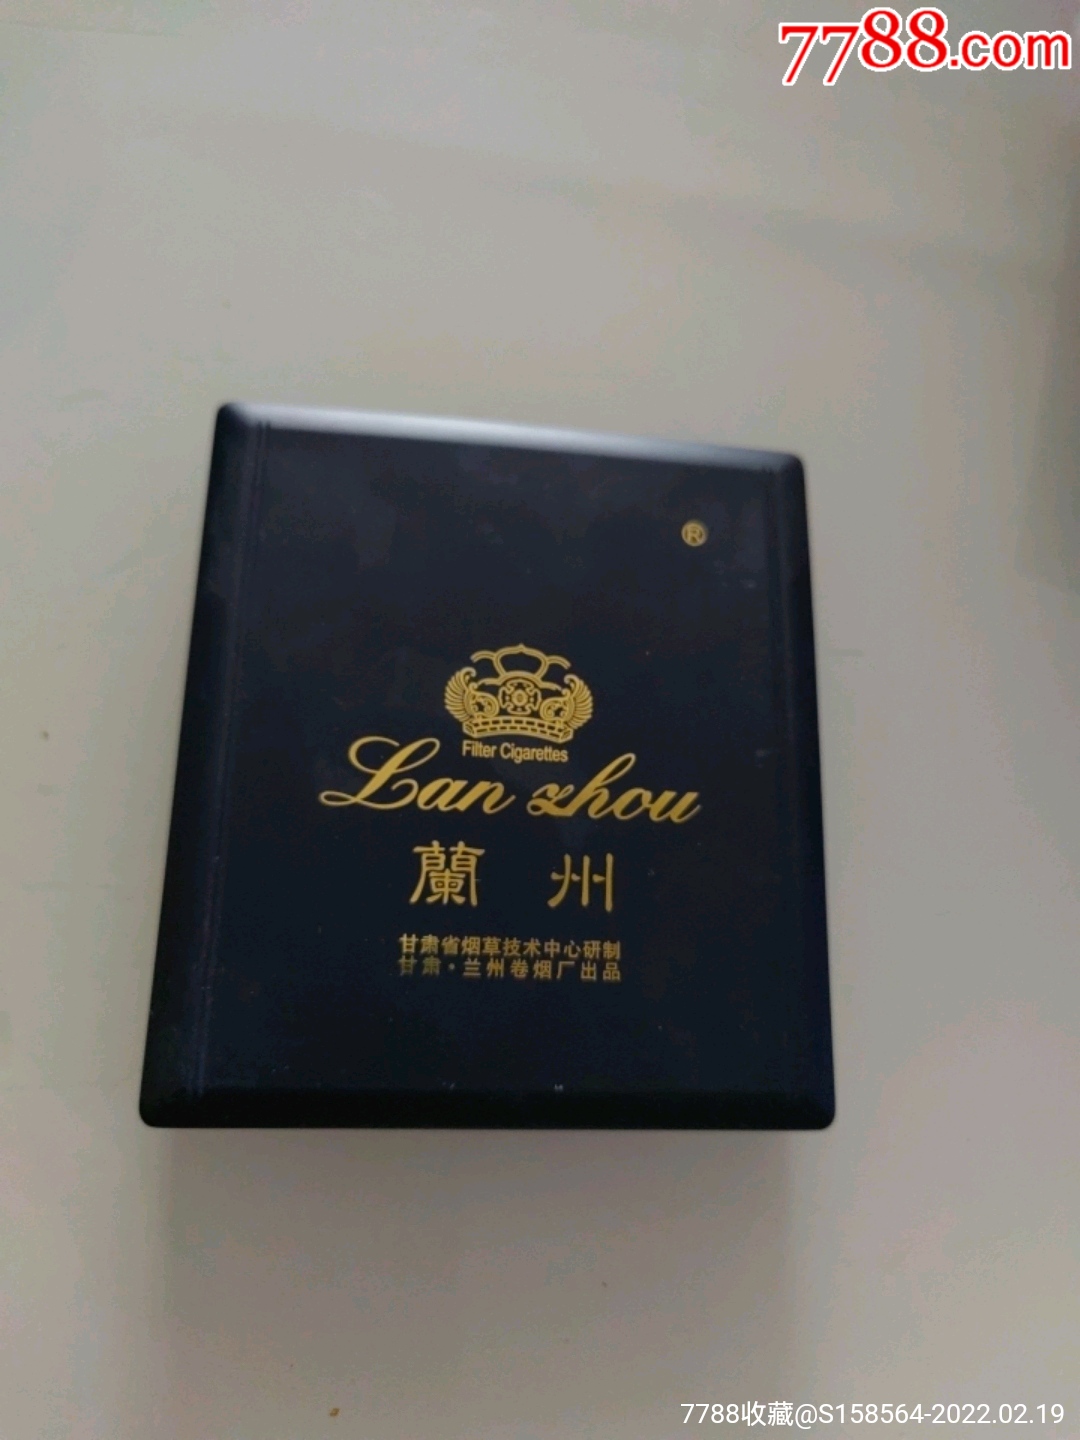 7788.com
®
Filter Cigarettes
Lan zhou
蘭州
甘肃省烟草技术中心研制
甘肃·兰州卷烟厂出品
7788收藏@S158564-2022.02.19